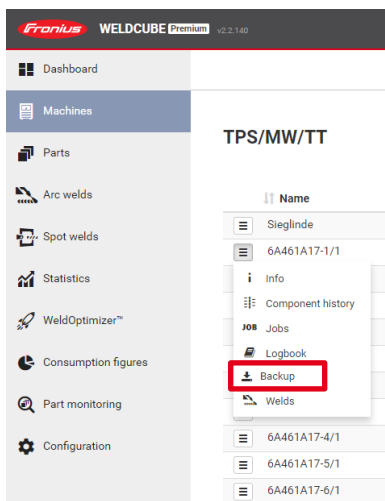 Fronius WELDCUBE Premium v2.2.140
Dashboard
Machines
Parts
Arc welds
Spot welds
Statistics
WeldOptimizer™
Consumption figures
Part monitoring
Configuration
TPS/MW/TT
Name
Sieglinde
6A461A17-1/1
i Info
Component history
JOB Jobs
Logbook
Backup
Welds
6A461A17-4/1
6A461A17-5/1
6A461A17-6/1